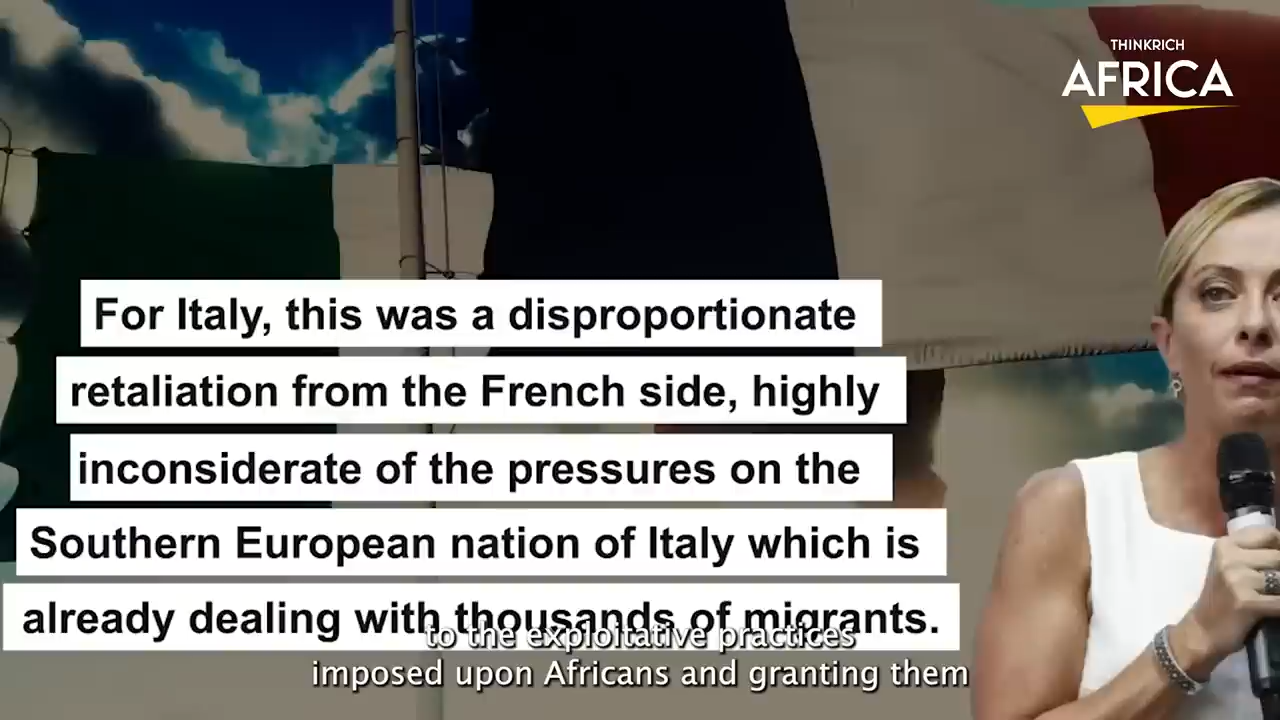 THINKRICH
AFRICA
For Italy, this was a disproportionate
retaliation from the French side, highly
inconsiderate of the pressures on the
Southern European nation of Italy which is
already dealing with thousands of migrants.
to the exploitative practices
imposed upon Africans and granting them